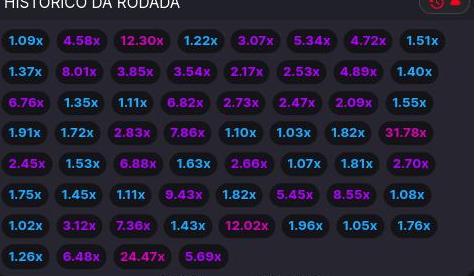 HISTÓRICO DA RODADA
1.09x 4.58x 12.30x 1.22x 3.07x 5.34x 4.72x 1.51x
1.37x 8.01x 3.85x 3.54x 2.17x 2.53x 4.89x 1.40x
6.76x 1.35x 1.11x 6.82x 2.73x 2.47x 2.09x 1.55x
1.91x 1.72x 2.83x 7.86x 1.10x 1.03x 1.82x 31.78x
2.45x 1.53x 6.88x 1.63x 2.66x 1.07x 1.81x 2.70x
1.75x 1.45x 1.11x 9.43x 1.82x 5.45x 8.55x 1.08x
1.02x 3.12x 7.36x 1.43x 12.02x 1.96x 1.05x 1.76x
1.26x 6.48x 24.47x 5.69x